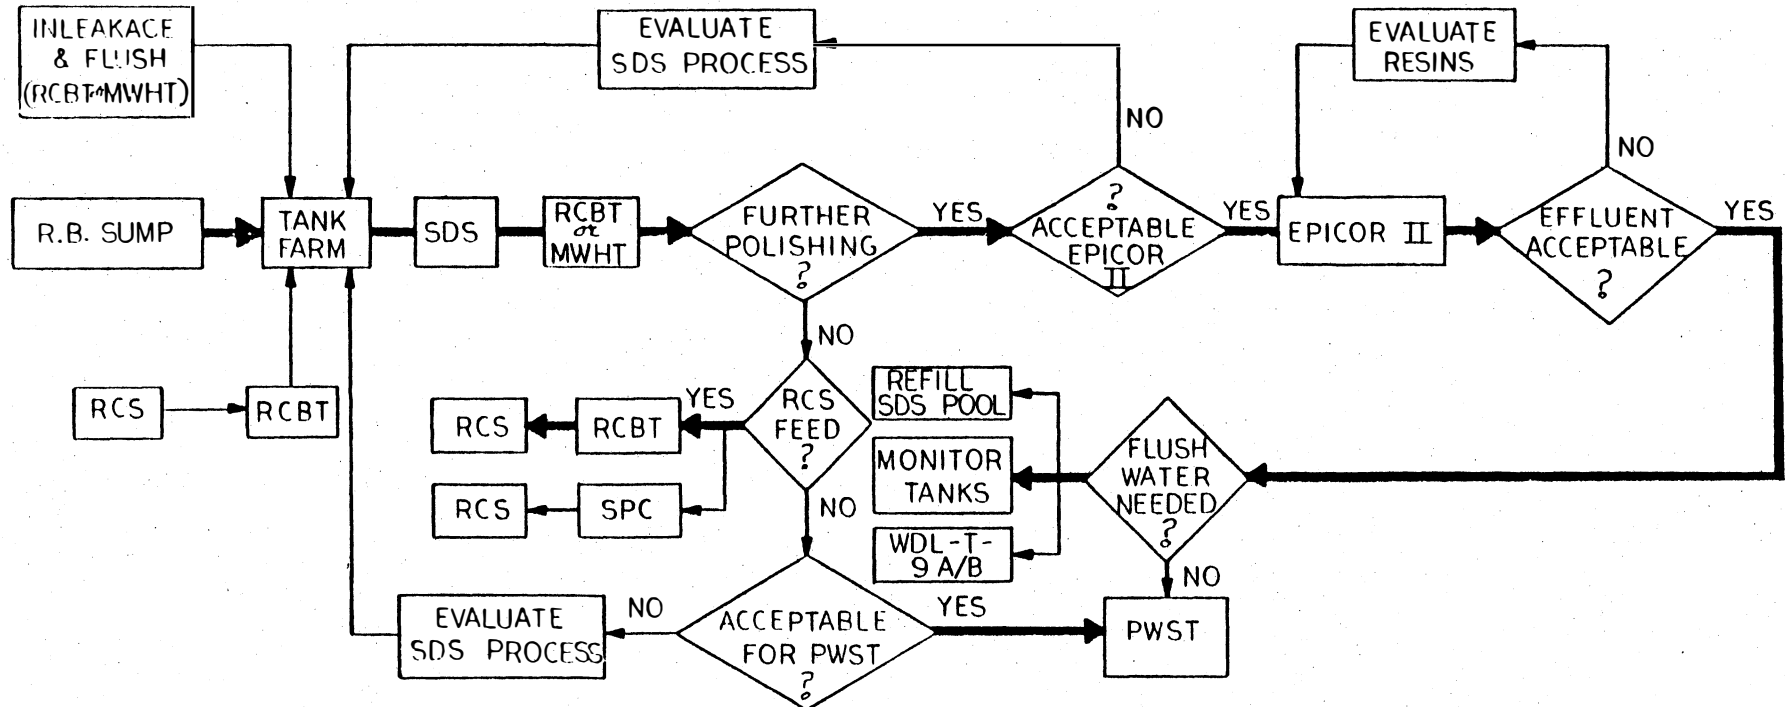 INLEAKACE
& FLUSH
(RCBT or MWHT)
EVALUATE
SDS PROCESS
EVALUATE
RESINS
NO
NO
R.B. SUMP
TANK
FARM
SDS
RCBT
or
MWHT
FURTHER
POLISHING
?
YES
?
ACCEPTABLE
EPICOR
II
YES
EPICOR II
EFFLUENT
ACCEPTABLE
?
YES
NO
RCS
RCBT
RCS
RCBT
YES
RCS
FEED
?
REFILL
SDS POOL
MONITOR
TANKS
FLUSH
WATER
NEEDED
?
RCS
SPC
NO
WDL-T-
9 A/B
NO
EVALUATE
SDS PROCESS
NO
ACCEPTABLE
FOR PWST
?
YES
PWST